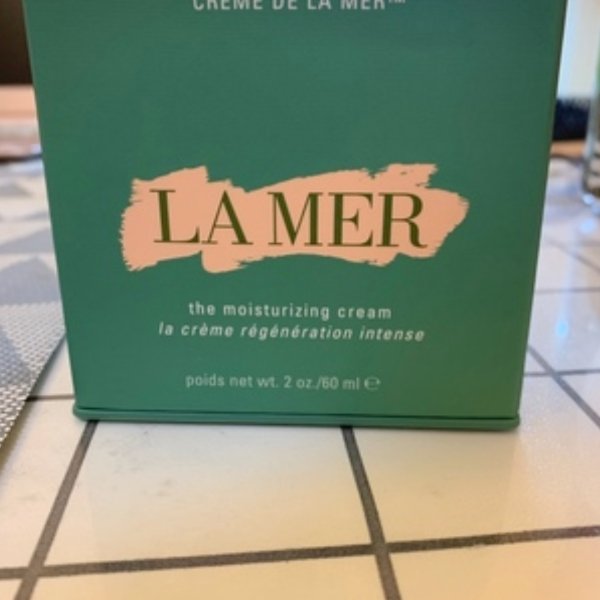 CRÈME DE LA MER™
LA MER
the moisturizing cream
la crème régénération intense
poids net wt. 2 oz./60 ml ℮